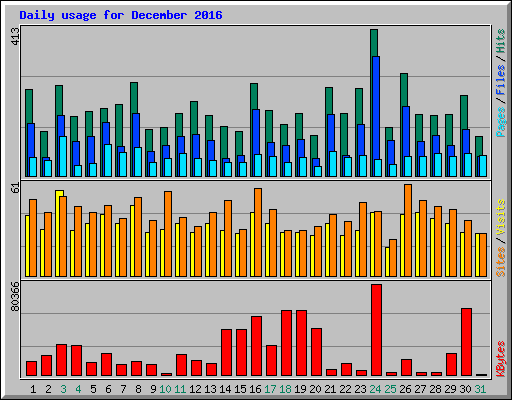 Daily usage for December 2016
413
Pages / Files / Hits
61
Sites / Visits
80366
KBytes
1 2 3 4 5 6 7 8 9 10 11 12 13 14 15 16 17 18 19 20 21 22 23 24 25 26 27 28 29 30 31